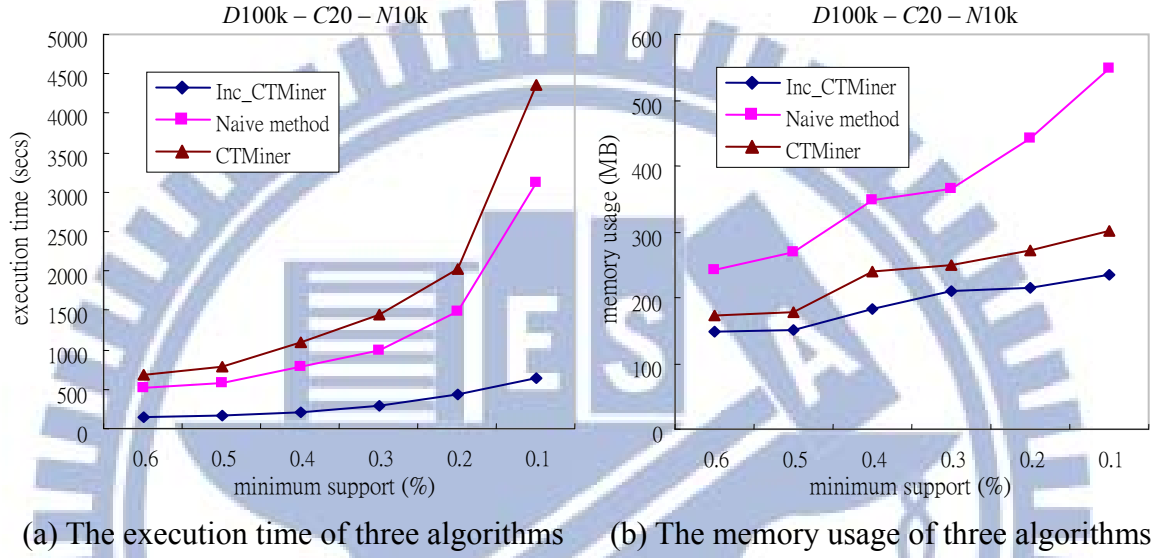 D100k – C20 – N10k
5000
4500
4000
3500
3000
2500
2000
1500
1000
500
0
execution time (secs)
Inc_CTMiner
Naive method
CTMiner
0.6 0.5 0.4 0.3 0.2 0.1
minimum support (%)
(a) The execution time of three algorithms
D100k – C20 – N10k
600
500
400
300
200
100
0
memory usage (MB)
Inc_CTMiner
Naive method
CTMiner
0.6 0.5 0.4 0.3 0.2 0.1
minimum support (%)
(b) The memory usage of three algorithms
ESA